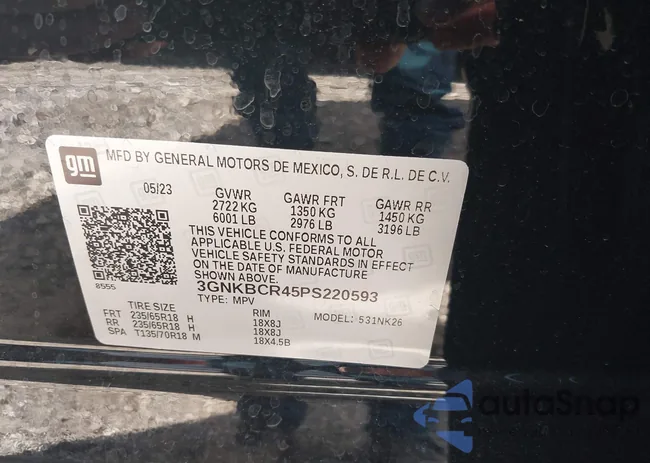 gm MFD BY GENERAL MOTORS DE MEXICO, S. DE R.L. DE C.V.
05/23 GVWR GAWR FRT GAWR RR
2722 KG 1350 KG 1450 KG
6001 LB 2976 LB 3196 LB
THIS VEHICLE CONFORMS TO ALL
APPLICABLE U.S. FEDERAL MOTOR
VEHICLE SAFETY STANDARDS IN EFFECT
ON THE DATE OF MANUFACTURE
SHOWN ABOVE.
8555
3GNKBCR45PS220593
TYPE: MPV
TIRE SIZE RIM MODEL: 531NK26
FRT 235/65R18 H 18X8J
RR 235/65R18 H 18X8J
SPA T135/70R18 M 18X4.5B
aulaSnap